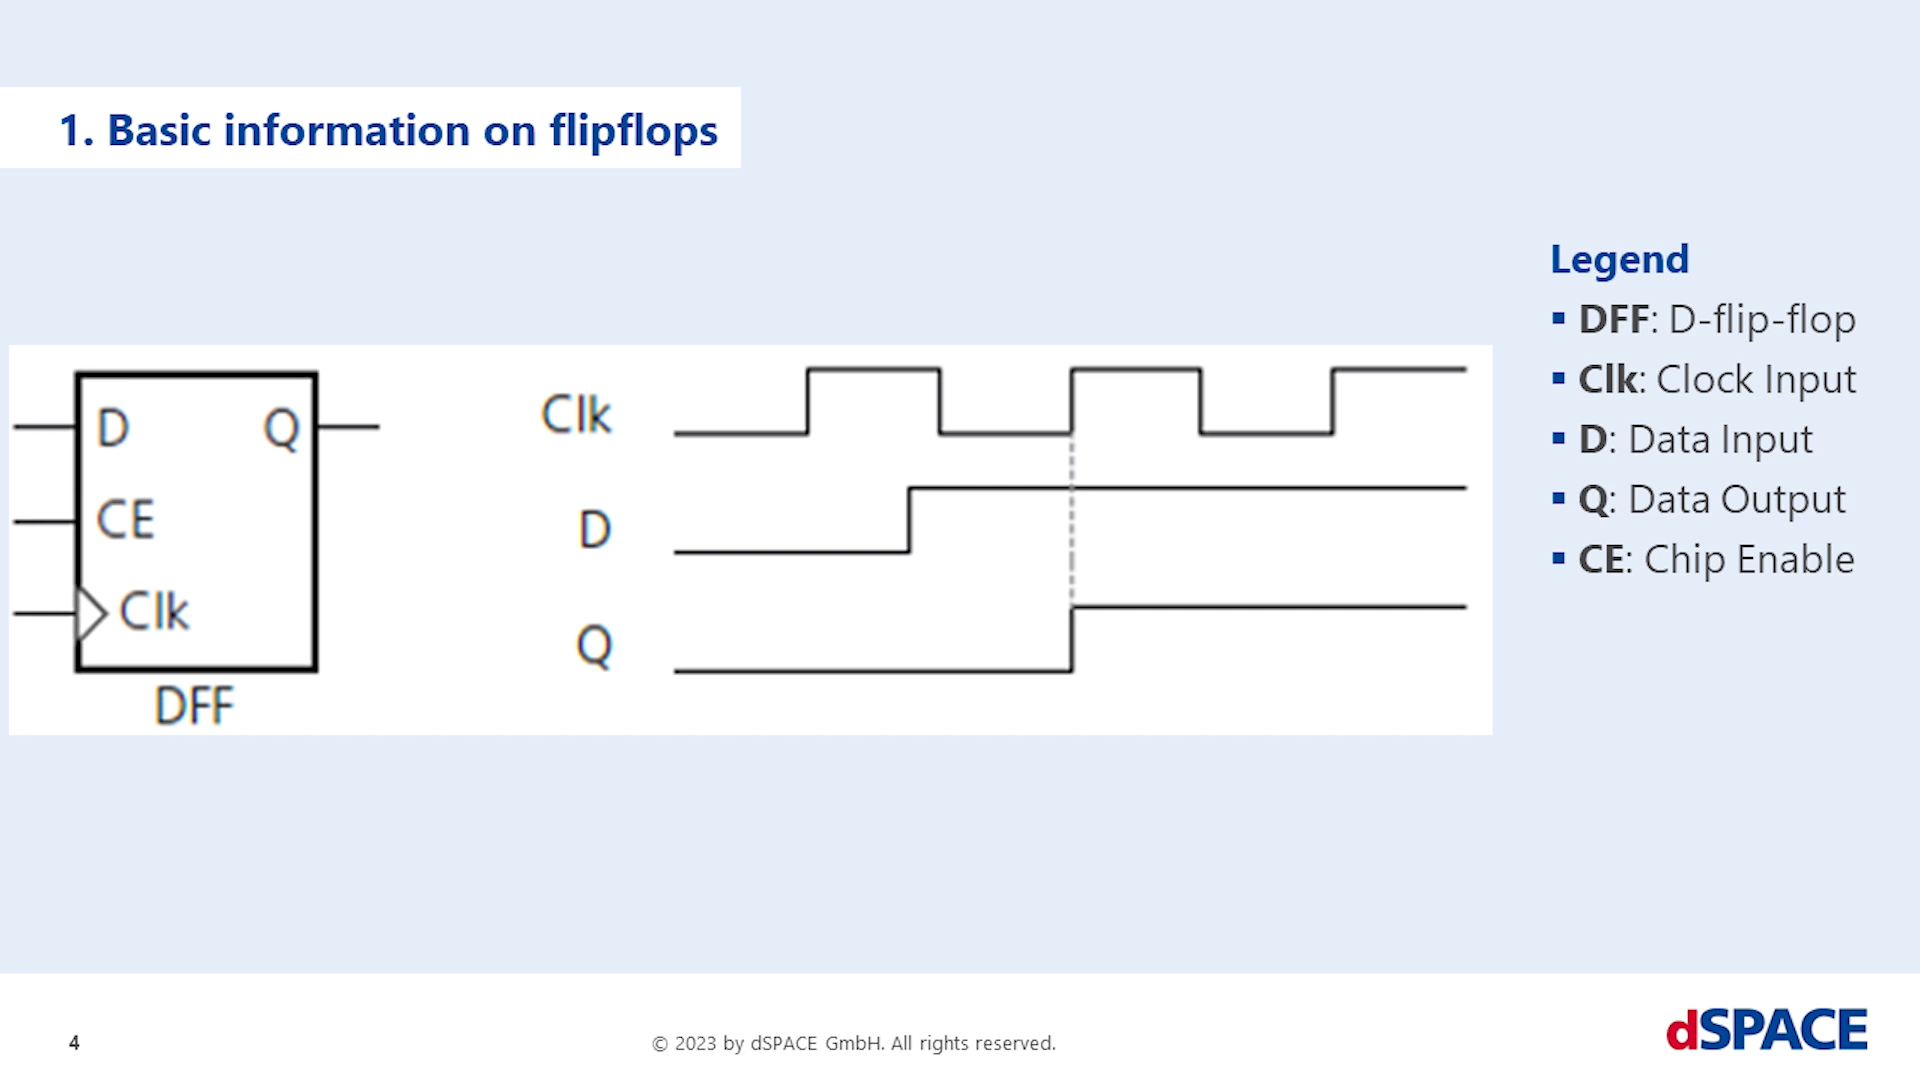 1. Basic information on flipflops
D Q
CE
Clk
DFF
Clk
D
Q
Legend
▪ DFF: D-flip-flop
▪ Clk: Clock Input
▪ D: Data Input
▪ Q: Data Output
▪ CE: Chip Enable
4
© 2023 by dSPACE GmbH. All rights reserved.
dSPACE